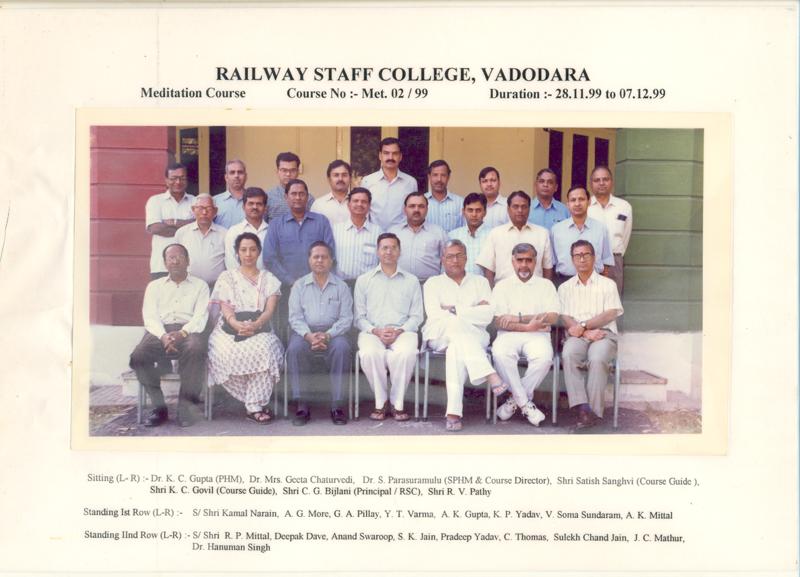 RAILWAY STAFF COLLEGE, VADODARA
Meditation Course Course No :- Met. 02 / 99 Duration :- 28.11.99 to 07.12.99
Sitting (L- R) :- Dr. K. C. Gupta (PHM), Dr. Mrs. Geeta Chaturvedi, Dr. S. Parasuramulu (SPHM & Course Director), Shri Satish Sanghvi (Course Guide ),
Shri K. C. Govil (Course Guide), Shri C. G. Bijlani (Principal / RSC), Shri R. V. Pathy
Standing Ist Row (L-R) :- S/ Shri Kamal Narain, A. G. More, G. A. Pillay, Y. T. Varma, A. K. Gupta, K. P. Yadav, V. Soma Sundaram, A. K. Mittal
Standing IInd Row (L-R) :- S/ Shri R. P. Mittal, Deepak Dave, Anand Swaroop, S. K. Jain, Pradeep Yadav, C. Thomas, Sulekh Chand Jain, J. C. Mathur,
Dr. Hanuman Singh